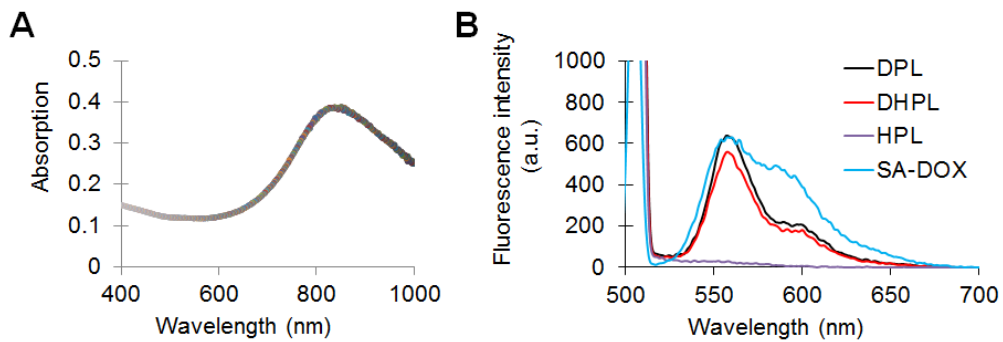 A
Absorption
0.5
0.4
0.3
0.2
0.1
0
400
600
800
1000
Wavelength (nm)
B
Fluorescence intensity
(a.u.)
1000
800
600
400
200
0
500
550
600
650
700
Wavelength (nm)
DPL
DHPL
HPL
SA-DOX